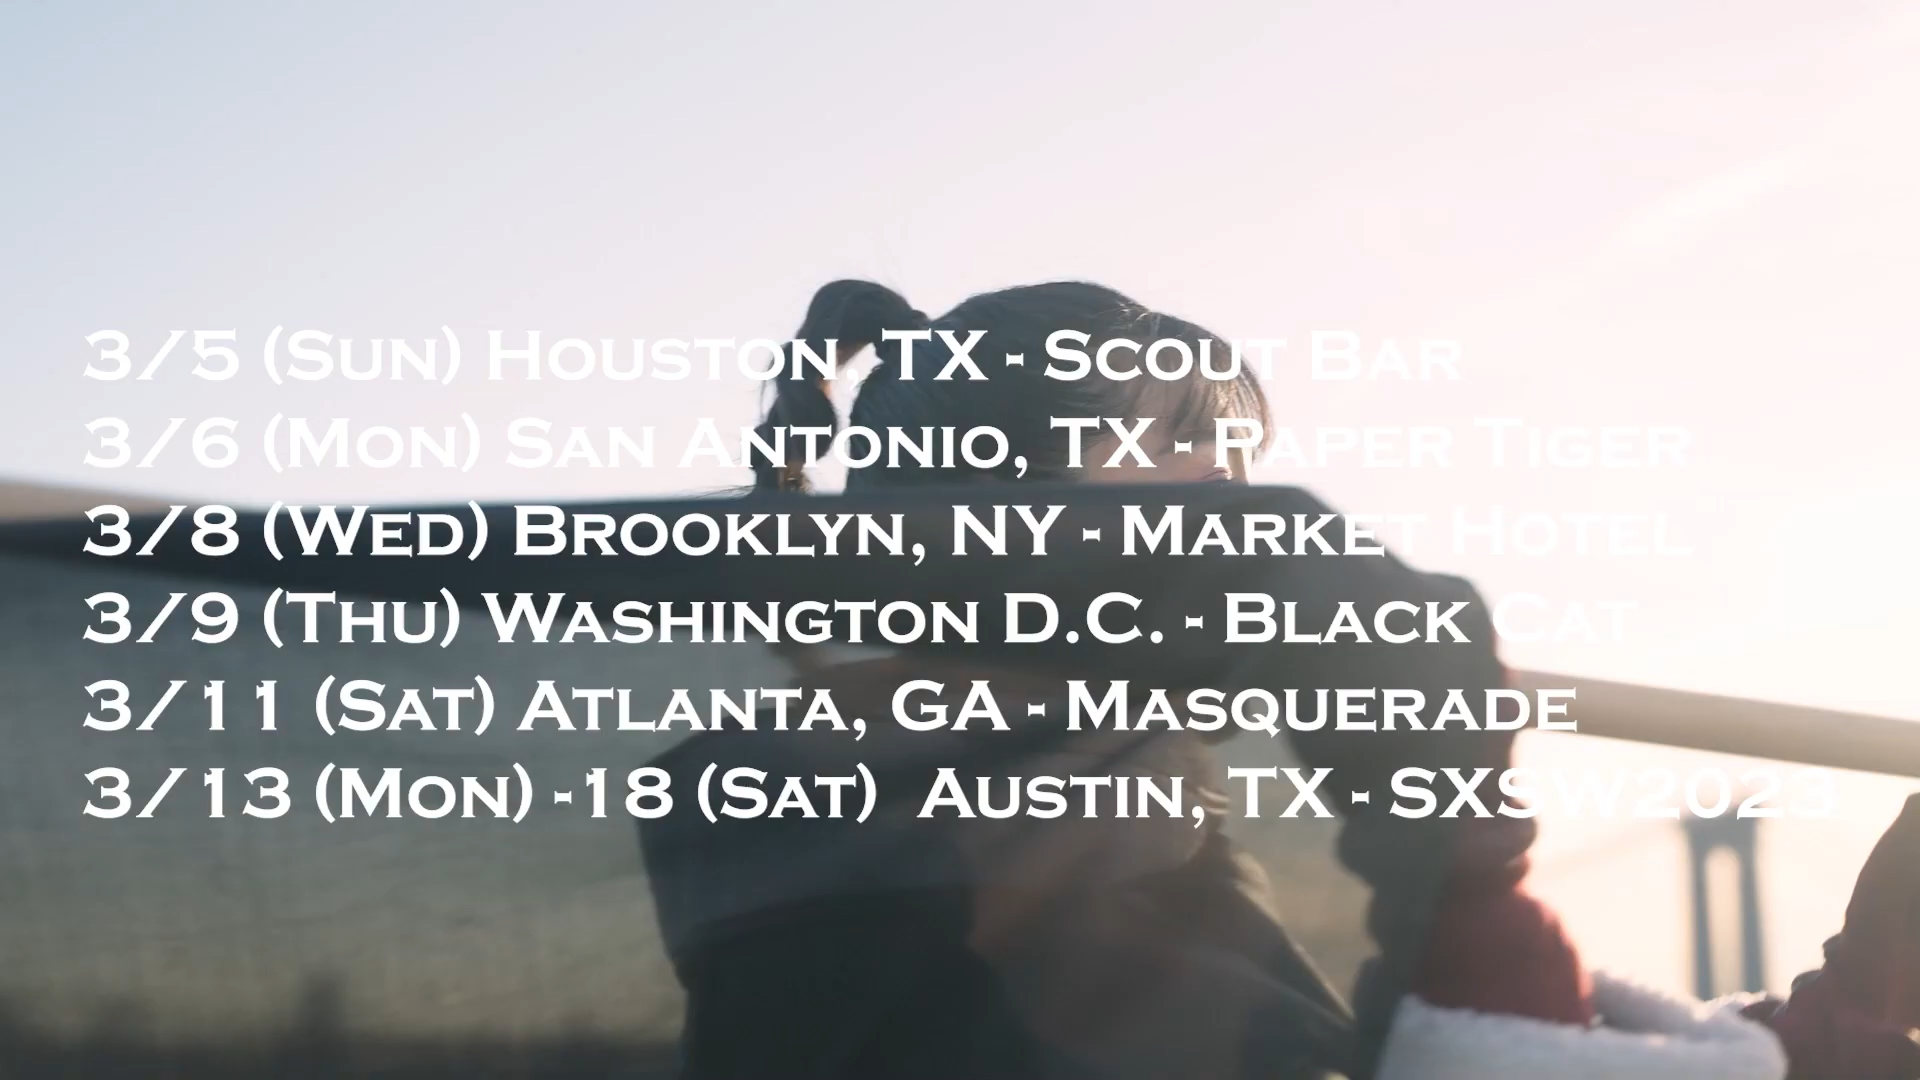 3/5 (Sun) Houston, TX - Scout Bar
3/6 (Mon) San Antonio, TX - Paper Tiger
3/8 (Wed) Brooklyn, NY - Market Hotel
3/9 (Thu) Washington D.C. - Black Cat
3/11 (Sat) Atlanta, GA - Masquerade
3/13 (Mon) -18 (Sat)  Austin, TX - SXSW2023